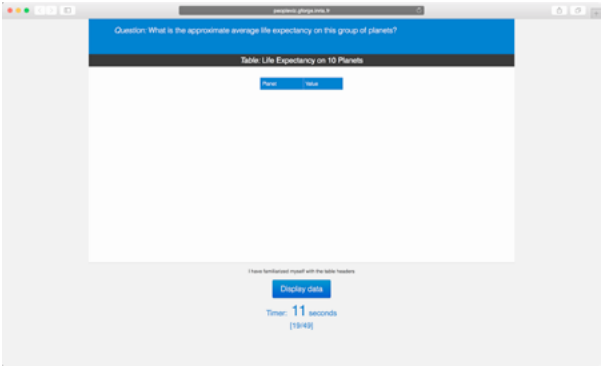 Question: What is the approximate average life expectancy on this group of planets?
Table: Life Expectancy on 10 Planets
Planet Value
I have familiarized myself with the table headers
Display data
Timer: 11 seconds
[19/49]